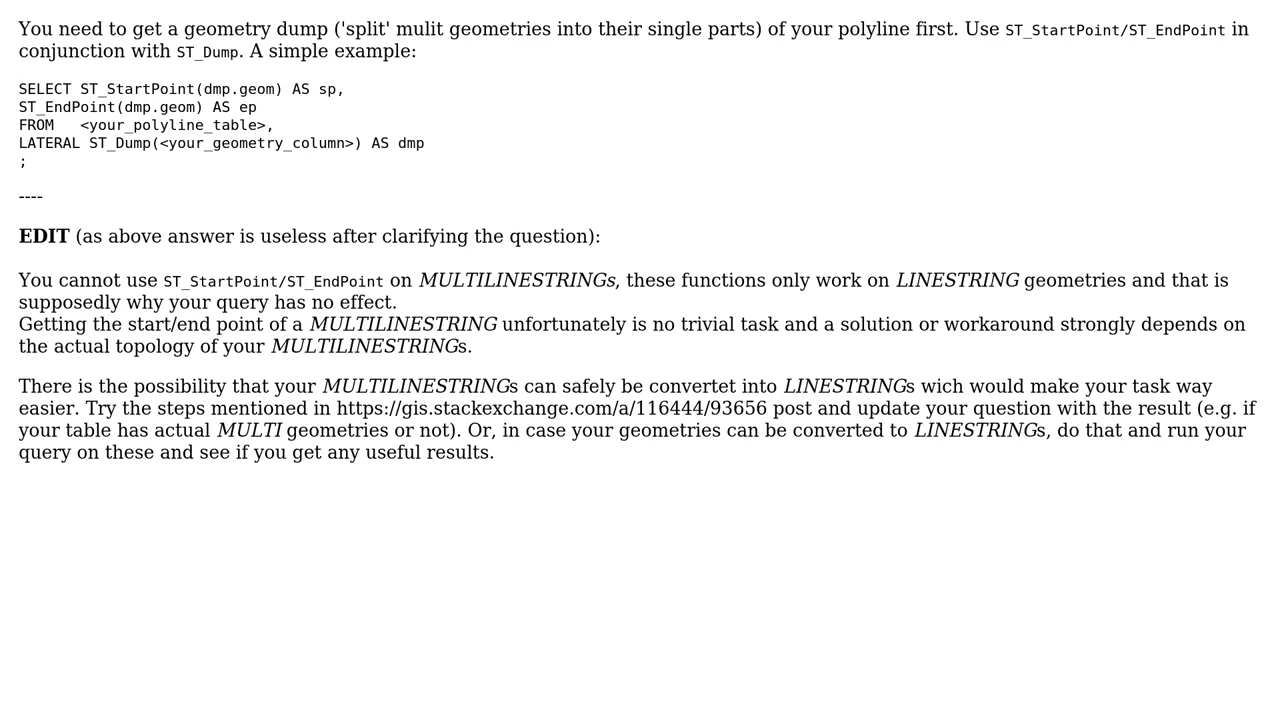 You need to get a geometry dump ('split' mulit geometries into their single parts) of your polyline first. Use ST_StartPoint/ST_EndPoint in
conjunction with ST_Dump. A simple example:
SELECT ST_StartPoint(dmp.geom) AS sp,
ST_EndPoint(dmp.geom) AS ep
FROM   <your_polyline_table>,
LATERAL ST_Dump(<your_geometry_column>) AS dmp
;
----
EDIT (as above answer is useless after clarifying the question):
You cannot use ST_StartPoint/ST_EndPoint on MULTILINESTRINGs, these functions only work on LINESTRING geometries and that is
supposedly why your query has no effect.
Getting the start/end point of a MULTILINESTRING unfortunately is no trivial task and a solution or workaround strongly depends on
the actual topology of your MULTILINESTRINGs.
There is the possibility that your MULTILINESTRINGs can safely be convertet into LINESTRINGs wich would make your task way
easier. Try the steps mentioned in https://gis.stackexchange.com/a/116444/93656 post and update your question with the result (e.g. if
your table has actual MULTI geometries or not). Or, in case your geometries can be converted to LINESTRINGs, do that and run your
query on these and see if you get any useful results.